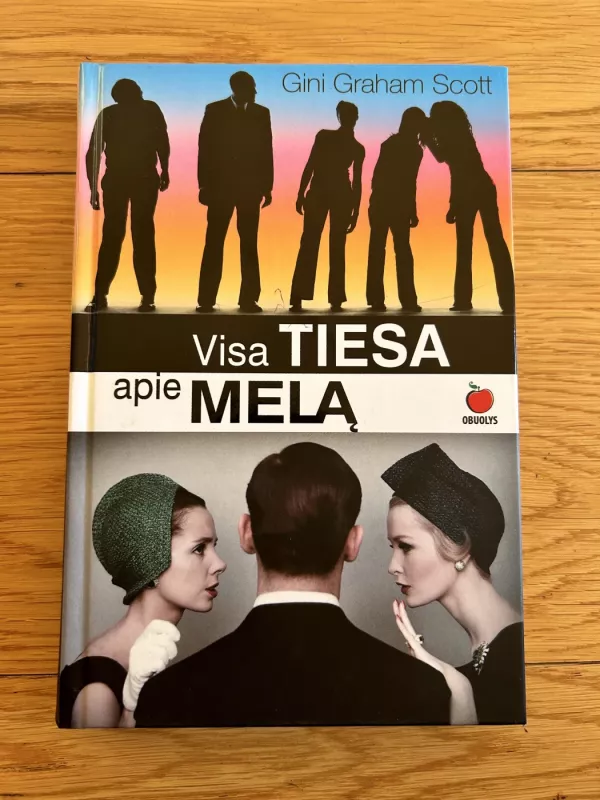 Gini Graham Scott
Visa TIESA
apie MELĄ
OBUOLYS